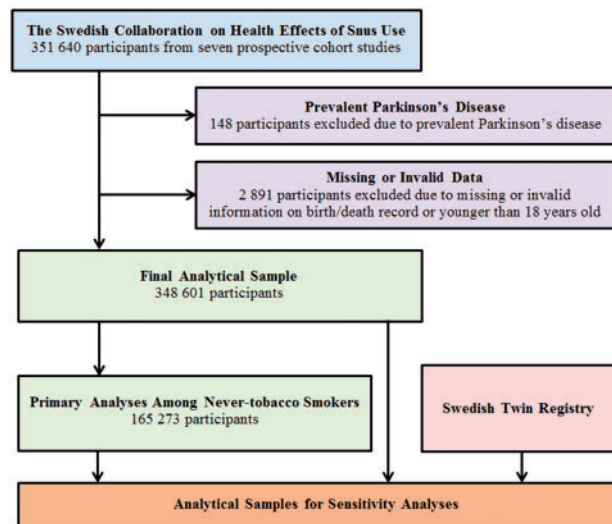 The Swedish Collaboration on Health Effects of Snus Use
351 640 participants from seven prospective cohort studies
Prevalent Parkinson's Disease
148 participants excluded due to prevalent Parkinson's disease
Missing or Invalid Data
2 891 participants excluded due to missing or invalid
information on birth/death record or younger than 18 years old
Final Analytical Sample
348 601 participants
Primary Analyses Among Never-tobacco Smokers
165 273 participants
Swedish Twin Registry
Analytical Samples for Sensitivity Analyses